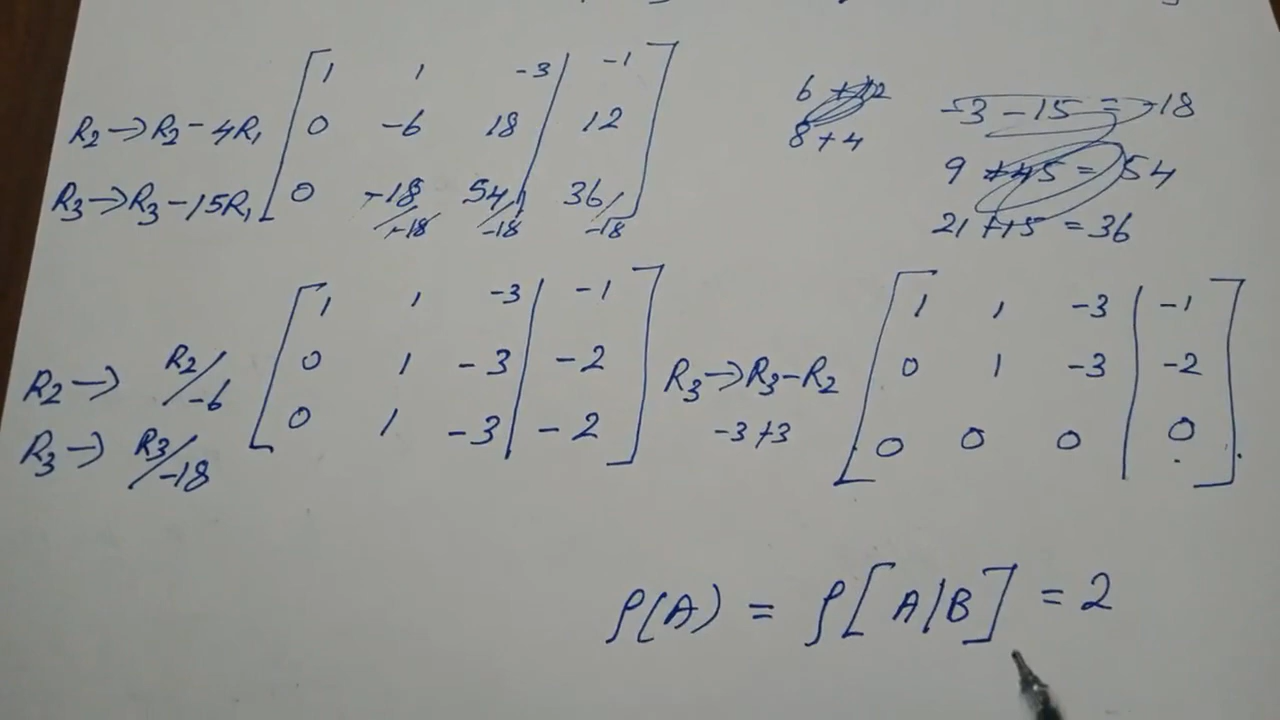 1 1 -3 | -1
R2 → R2 - 4R1 0 -6 18 | 12
R3 → R3 - 15R1 0 -18/-18 54/-18 | 36/-18
8 + 4
-3 - 15 = -18
9 + 45 = 54
21 + 15 = 36
1 1 -3 | -1
R2 → R2/-6 0 1 -3 | -2
R3 → R3/-18 0 1 -3 | -2
R3 → R3 - R2
-3 + 3
1 1 -3 | -1
0 1 -3 | -2
0 0 0 | 0
ρ(A) = ρ[A|B] = 2